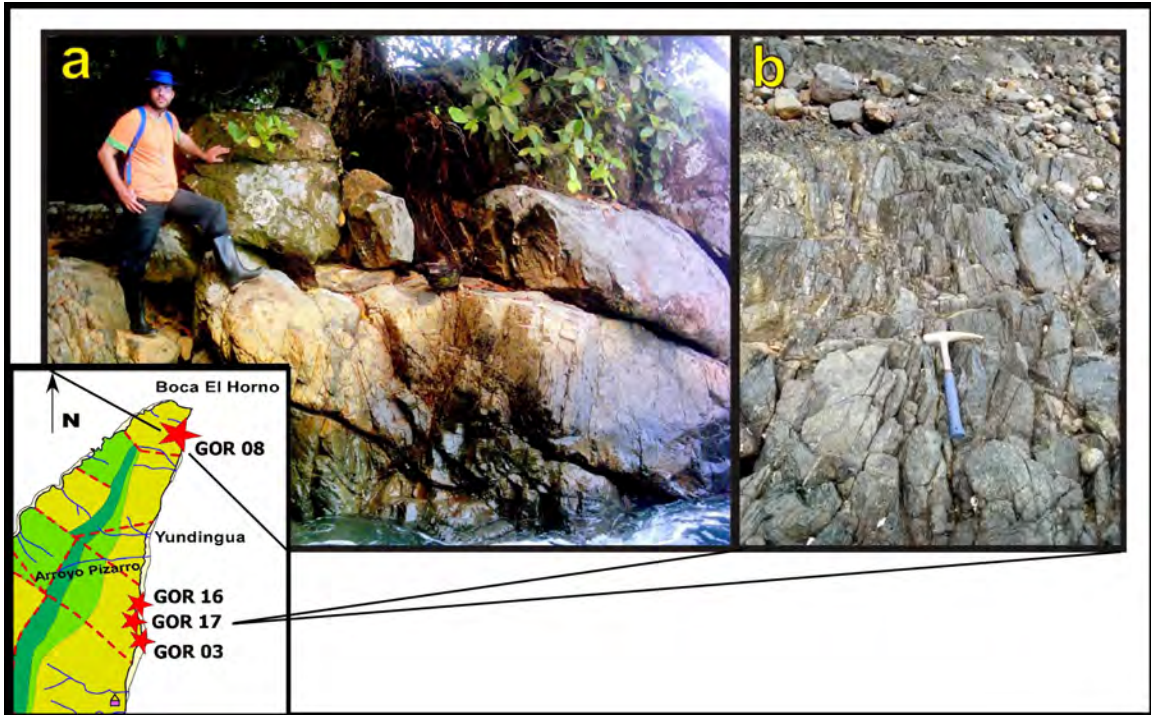 a
b
Boca El Horno
N
GOR 08
Yundingua
Arroyo Pizarro
GOR 16
GOR 17
GOR 03